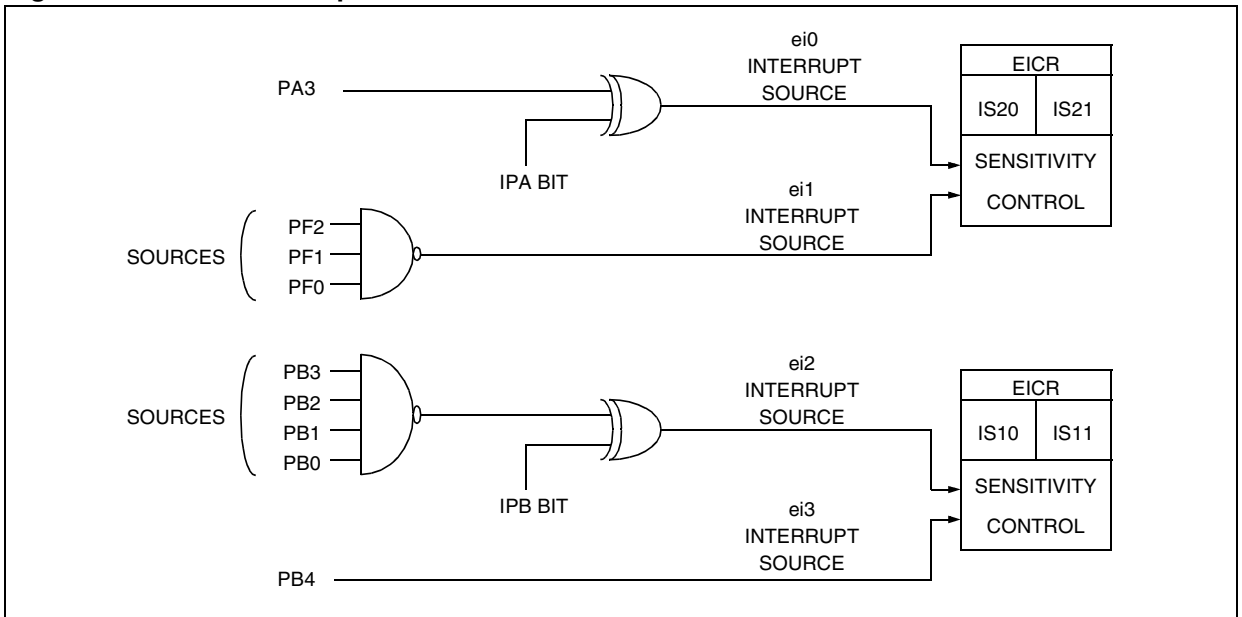 ei0
INTERRUPT
SOURCE
PA3
IPA BIT
EICR
IS20 IS21
SENSITIVITY
CONTROL
ei1
INTERRUPT
SOURCE
SOURCES
PF2
PF1
PF0
SOURCES
PB3
PB2
PB1
PB0
ei2
INTERRUPT
SOURCE
IPB BIT
EICR
IS10 IS11
SENSITIVITY
CONTROL
ei3
INTERRUPT
SOURCE
PB4